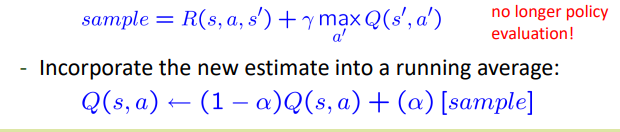 sample = R(s, a, s′) + γ max Q(s′, a′)
a′
no longer policy
evaluation!
- Incorporate the new estimate into a running average:
Q(s, a) ← (1 − α)Q(s, a) + (α) [sample]